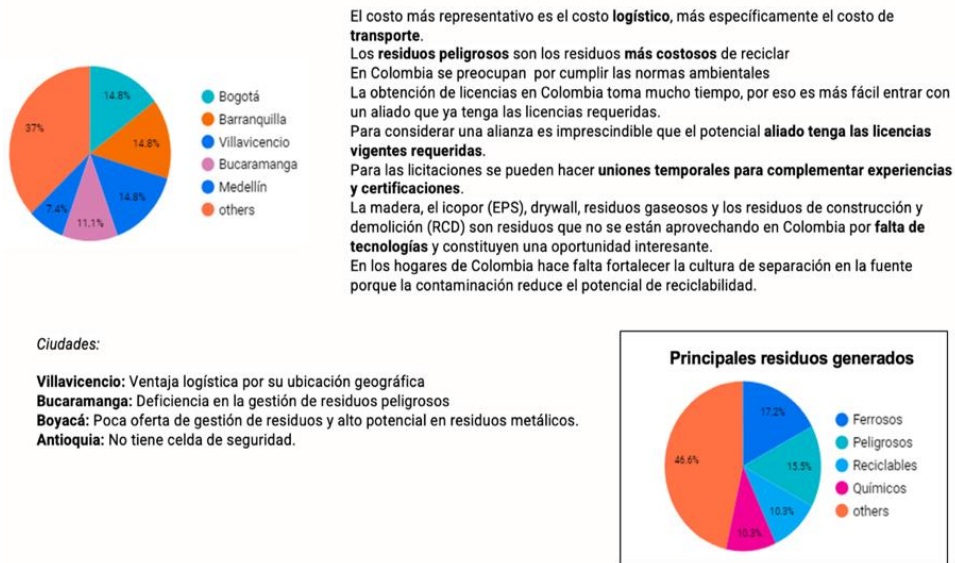 El costo más representativo es el costo logístico, más específicamente el costo de
transporte.
Los residuos peligrosos son los residuos más costosos de reciclar
En Colombia se preocupan por cumplir las normas ambientales
La obtención de licencias en Colombia toma mucho tiempo, por eso es más fácil entrar con
un aliado que ya tenga las licencias requeridas.
Para considerar una alianza es imprescindible que el potencial aliado tenga las licencias
vigentes requeridas.
Para las licitaciones se pueden hacer uniones temporales para complementar experiencias
y certificaciones.
La madera, el icopor (EPS), drywall, residuos gaseosos y los residuos de construcción y
demolición (RCD) son residuos que no se están aprovechando en Colombia por falta de
tecnologías y constituyen una oportunidad interesante.
En los hogares de Colombia hace falta fortalecer la cultura de separación en la fuente
porque la contaminación reduce el potencial de reciclabilidad.
14.8%
14.8%
14.8%
11.1%
7.4%
37%
Bogotá
Barranquilla
Villavicencio
Bucaramanga
Medellín
others
Ciudades:
Villavicencio: Ventaja logística por su ubicación geográfica
Bucaramanga: Deficiencia en la gestión de residuos peligrosos
Boyacá: Poca oferta de gestión de residuos y alto potencial en residuos metálicos.
Antioquia: No tiene celda de seguridad.
Principales residuos generados
17.2%
15.5%
10.3%
10.3%
46.6%
Ferrosos
Peligrosos
Reciclables
Químicos
others